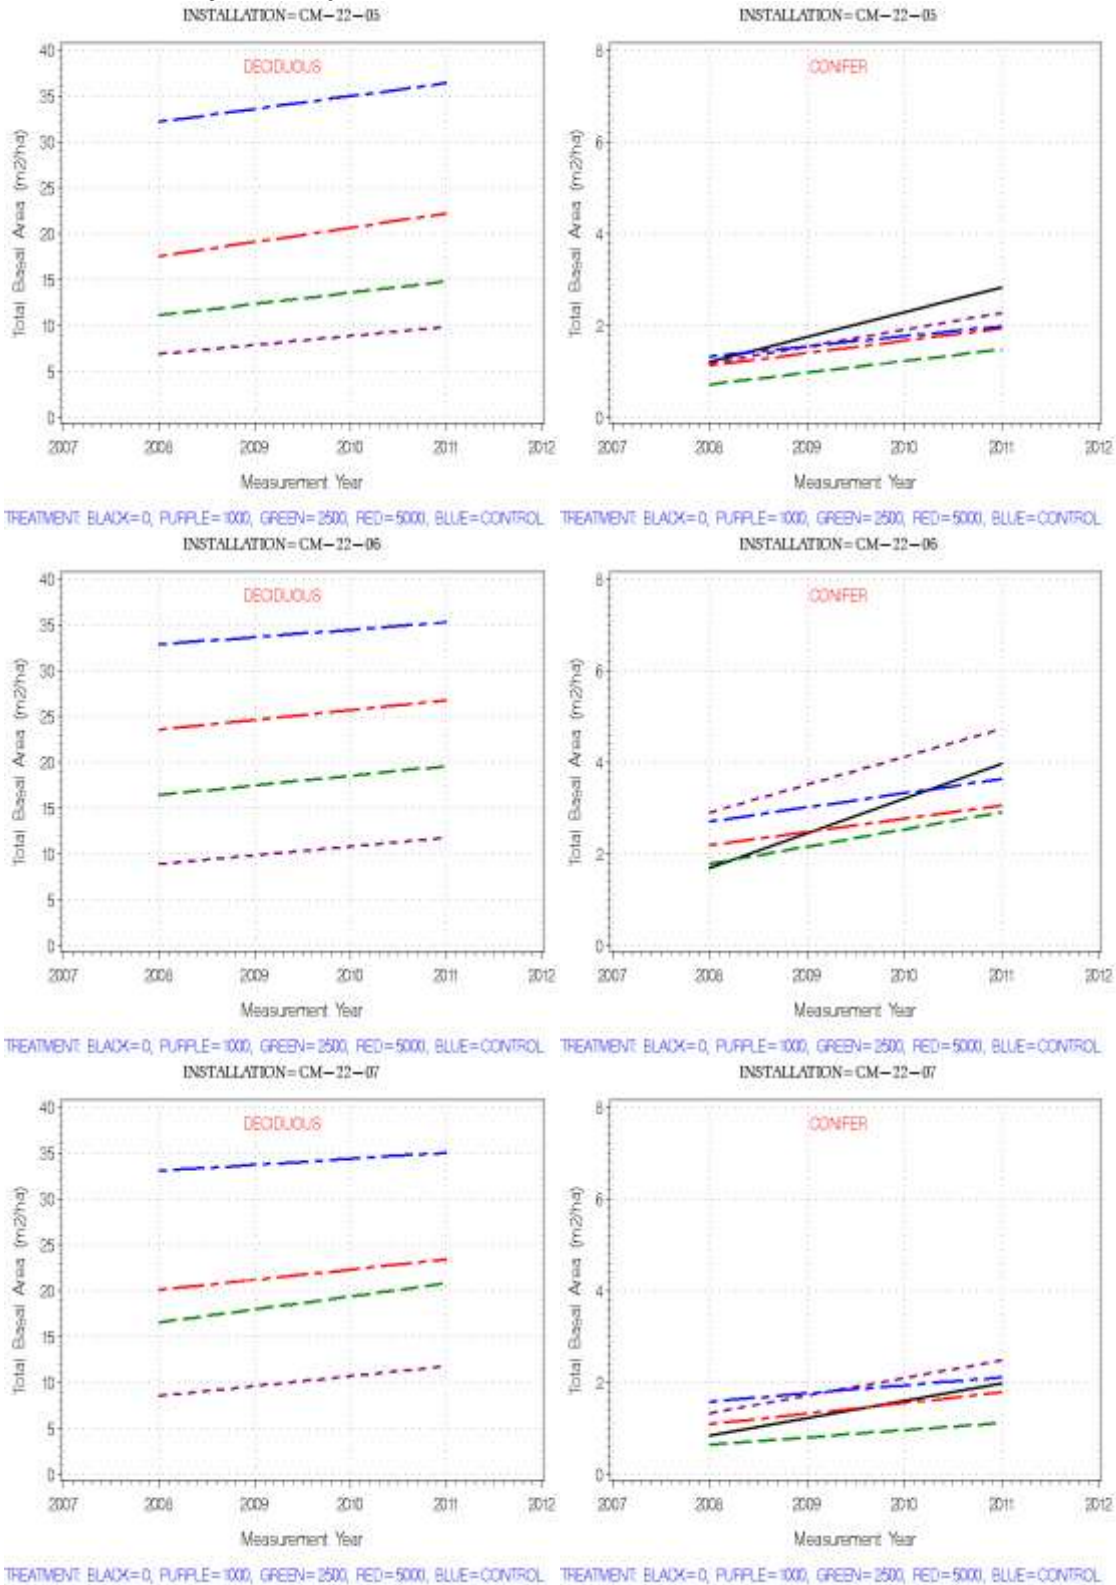 INSTALLATION=CM-22-05
INSTALLATION=CM-22-05
DECIDUOUS
CONIFER
Total Basal Area (m2/ha)
40
35
30
25
20
15
10
5
0
Total Basal Area (m2/ha)
8
6
4
2
0
2007 2008 2009 2010 2011 2012
2007 2008 2009 2010 2011 2012
Measurement Year
Measurement Year
TREATMENT: BLACK=0, PURPLE=1000, GREEN=2500, RED=5000, BLUE=CONTROL
TREATMENT: BLACK=0, PURPLE=1000, GREEN=2500, RED=5000, BLUE=CONTROL
INSTALLATION=CM-22-06
INSTALLATION=CM-22-06
DECIDUOUS
CONIFER
Total Basal Area (m2/ha)
40
35
30
25
20
15
10
5
0
Total Basal Area (m2/ha)
8
6
4
2
0
2007 2008 2009 2010 2011 2012
2007 2008 2009 2010 2011 2012
Measurement Year
Measurement Year
TREATMENT: BLACK=0, PURPLE=1000, GREEN=2500, RED=5000, BLUE=CONTROL
TREATMENT: BLACK=0, PURPLE=1000, GREEN=2500, RED=5000, BLUE=CONTROL
INSTALLATION=CM-22-07
INSTALLATION=CM-22-07
DECIDUOUS
CONIFER
Total Basal Area (m2/ha)
40
35
30
25
20
15
10
5
0
Total Basal Area (m2/ha)
8
6
4
2
0
2007 2008 2009 2010 2011 2012
2007 2008 2009 2010 2011 2012
Measurement Year
Measurement Year
TREATMENT: BLACK=0, PURPLE=1000, GREEN=2500, RED=5000, BLUE=CONTROL
TREATMENT: BLACK=0, PURPLE=1000, GREEN=2500, RED=5000, BLUE=CONTROL